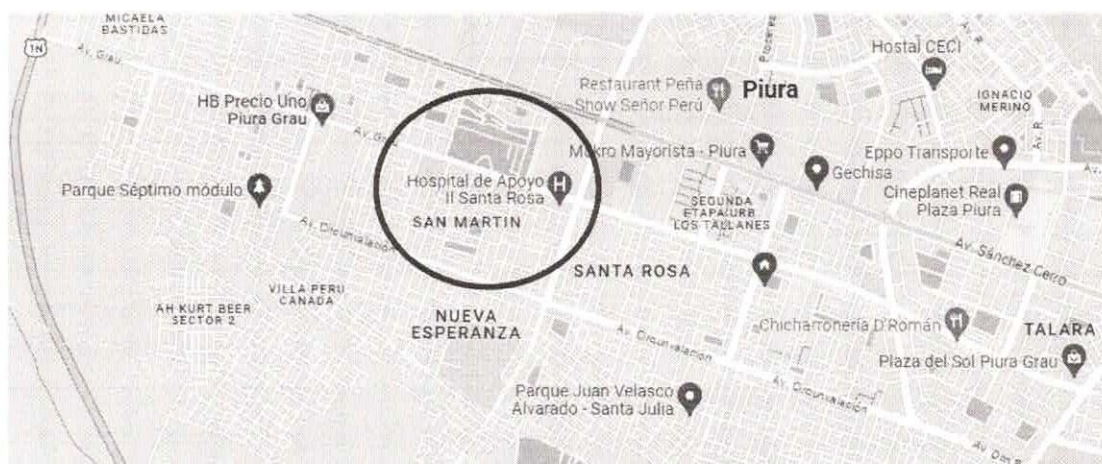 MICAELA
BASTIDAS
1N
Av. Grau
HB Precio Uno
Piura Grau
Av. Grau
Parque Séptimo módulo
Av. Circunvalación
Hospital de Apoyo
II Santa Rosa
SAN MARTIN
VILLA PERU
CANADA
AH KURT BEER
SECTOR 2
NUEVA
ESPERANZA
SANTA ROSA
Restaurant Peña
Show Señor Perú
Piura
Makro Mayorista - Piura
Gechisa
SEGUNDA
ETAPA URB
LOS TALLANES
Hostal CECI
IGNACIO
MERINO
Av. R
Eppo Transporte
Cineplanet Real
Plaza Piura
Av. Sánchez Cerro
Av. Circunvalación
Chicharronería D'Román
TALARA
Plaza del Sol Piura Grau
Parque Juan Velasco
Alvarado - Santa Julia
Av. Circunvalación